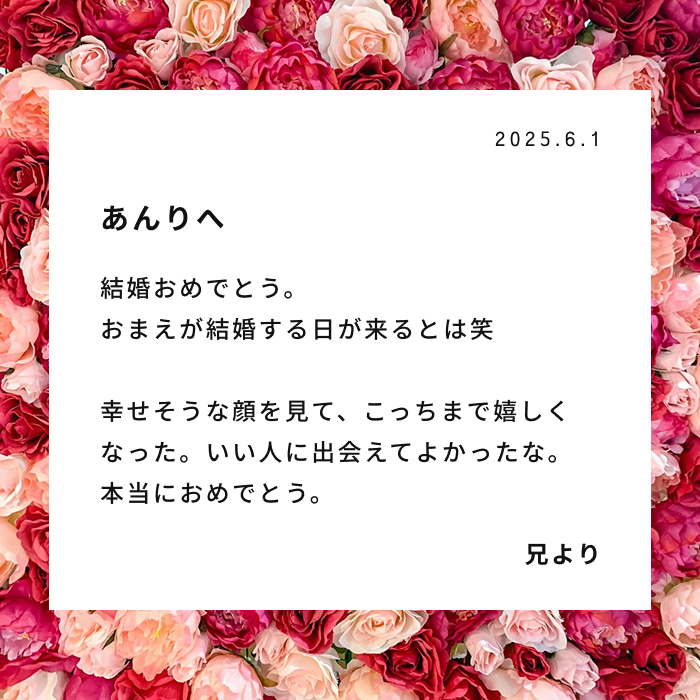 2025.6.1
あんりへ
結婚おめでとう。
おまえが結婚する日が来るとは笑
幸せそうな顔を見て、こっちまで嬉しく
なった。いい人に出会えてよかったな。
本当におめでとう。
兄より